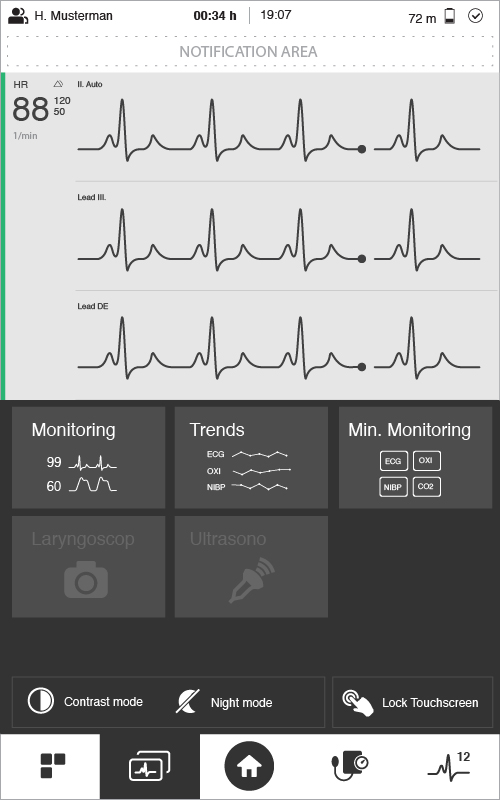 H. Musterman 00:34 h 19:07 72 m
NOTIFICATION AREA
HR
88 120
50
1/min
II. Auto
Lead III.
Lead DE
Monitoring
99
60
Trends
ECG
OXI
NIBP
Min. Monitoring
ECG OXI
NIBP CO2
Laryngoscop
Ultrasono
Contrast mode
Night mode
Lock Touchscreen
12